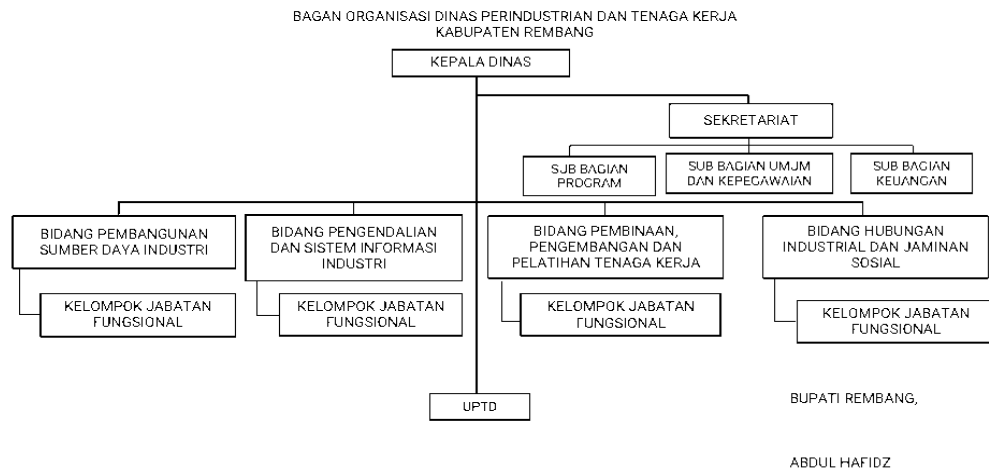 BAGAN ORGANISASI DINAS PERINDUSTRIAN DAN TENAGA KERJA
KABUPATEN REMBANG
KEPALA DINAS
SEKRETARIAT
SUB BAGIAN
PROGRAM
SUB BAGIAN UMUM
DAN KEPEGAWAIAN
SUB BAGIAN
KEUANGAN
BIDANG PEMBANGUNAN
SUMBER DAYA INDUSTRI
BIDANG PENGENDALIAN
DAN SISTEM INFORMASI
INDUSTRI
BIDANG PEMBINAAN,
PENGEMBANGAN DAN
PELATIHAN TENAGA KERJA
BIDANG HUBUNGAN
INDUSTRIAL DAN JAMINAN
SOSIAL
KELOMPOK JABATAN
FUNGSIONAL
KELOMPOK JABATAN
FUNGSIONAL
KELOMPOK JABATAN
FUNGSIONAL
KELOMPOK JABATAN
FUNGSIONAL
UPTD
BUPATI REMBANG,
ABDUL HAFIDZ